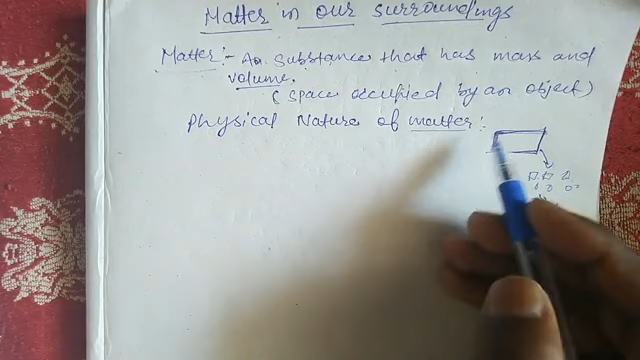 Matter in our surroundings
Matter:- A substance that has mass and
volume.
(space occupied by an object)
Physical Nature of matter: